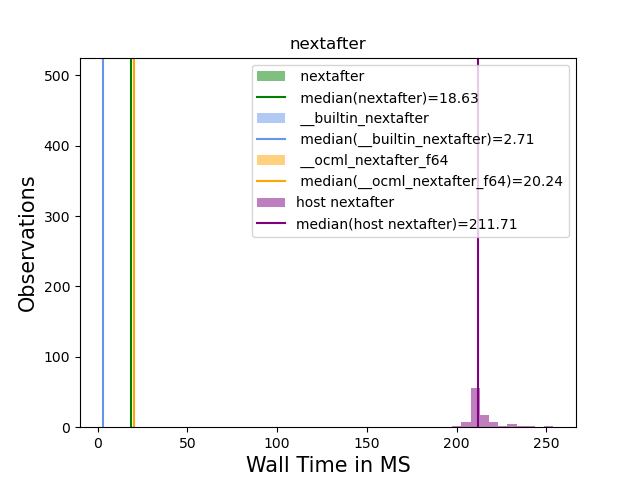 nextafter
500
400
300
200
100
0
Observations
nextafter
median(nextafter)=18.63
__builtin_nextafter
median(__builtin_nextafter)=2.71
__ocml_nextafter_f64
median(__ocml_nextafter_f64)=20.24
host nextafter
median(host nextafter)=211.71
0 50 100 150 200 250
Wall Time in MS